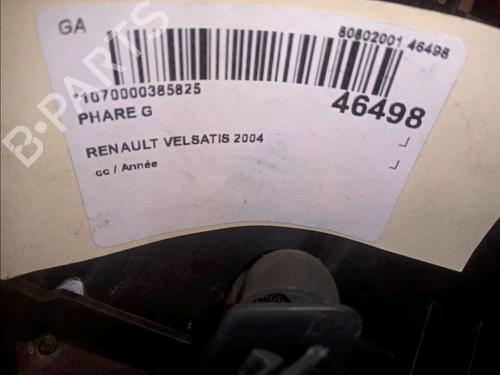 GA
80802001 46498
*1070000385825
46498
PHARE G
RENAULT VELSATIS 2004
cc / Année
B-PARTS